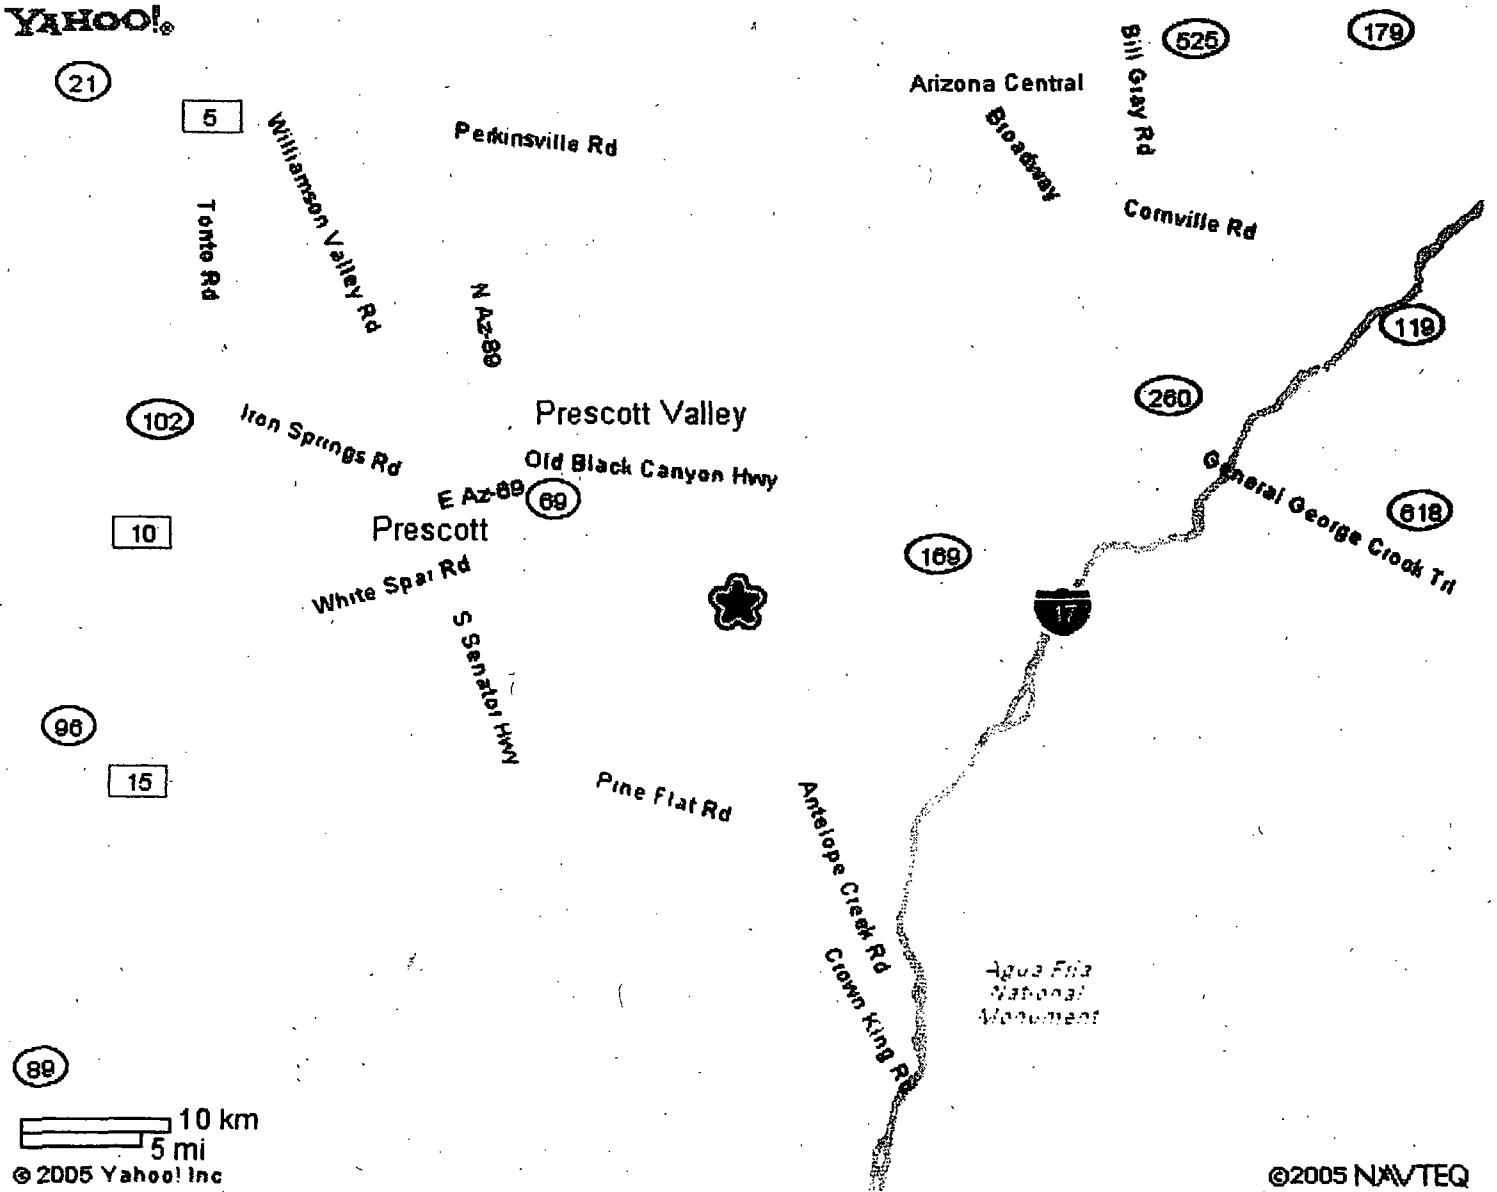 YAHOO!®
21
525
179
5
Arizona Central
Bill Gray Rd
Broadway
Williamson Valley Rd
Perkinsville Rd
Tonto Rd
Cornville Rd
N Az-89
119
260
102
Iron Springs Rd
Prescott Valley
Old Black Canyon Hwy
E Az-69
69
General George Crook Trl
618
10
Prescott
169
White Spar Rd
17
S Senator Hwy
96
15
Pine Flat Rd
Antelope Creek Rd
Crown King Rd
Agua Fria
National
Monument
89
10 km
5 mi
© 2005 Yahoo! Inc
©2005 NAVTEQ